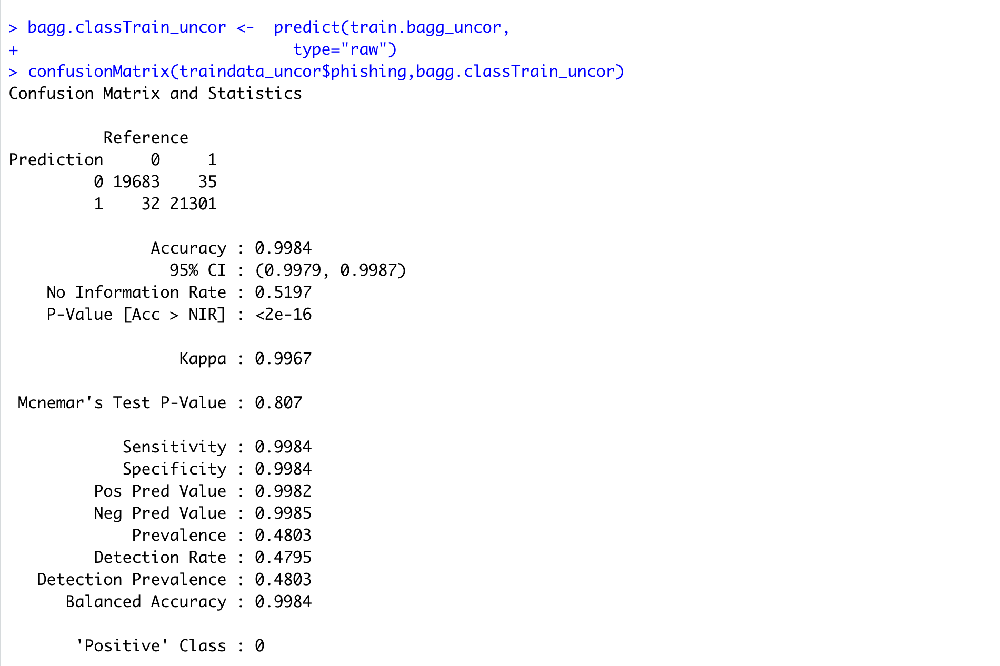 > bagg.classTrain_uncor <-  predict(train.bagg_uncor,
+                             type="raw")
> confusionMatrix(traindata_uncor$phishing,bagg.classTrain_uncor)
Confusion Matrix and Statistics

          Reference
Prediction     0     1
         0 19683    35
         1    32 21301

               Accuracy : 0.9984
                 95% CI : (0.9979, 0.9987)
    No Information Rate : 0.5197
    P-Value [Acc > NIR] : <2e-16

                  Kappa : 0.9967

 Mcnemar's Test P-Value : 0.807

            Sensitivity : 0.9984
            Specificity : 0.9984
         Pos Pred Value : 0.9982
         Neg Pred Value : 0.9985
             Prevalence : 0.4803
         Detection Rate : 0.4795
   Detection Prevalence : 0.4803
      Balanced Accuracy : 0.9984

       'Positive' Class : 0